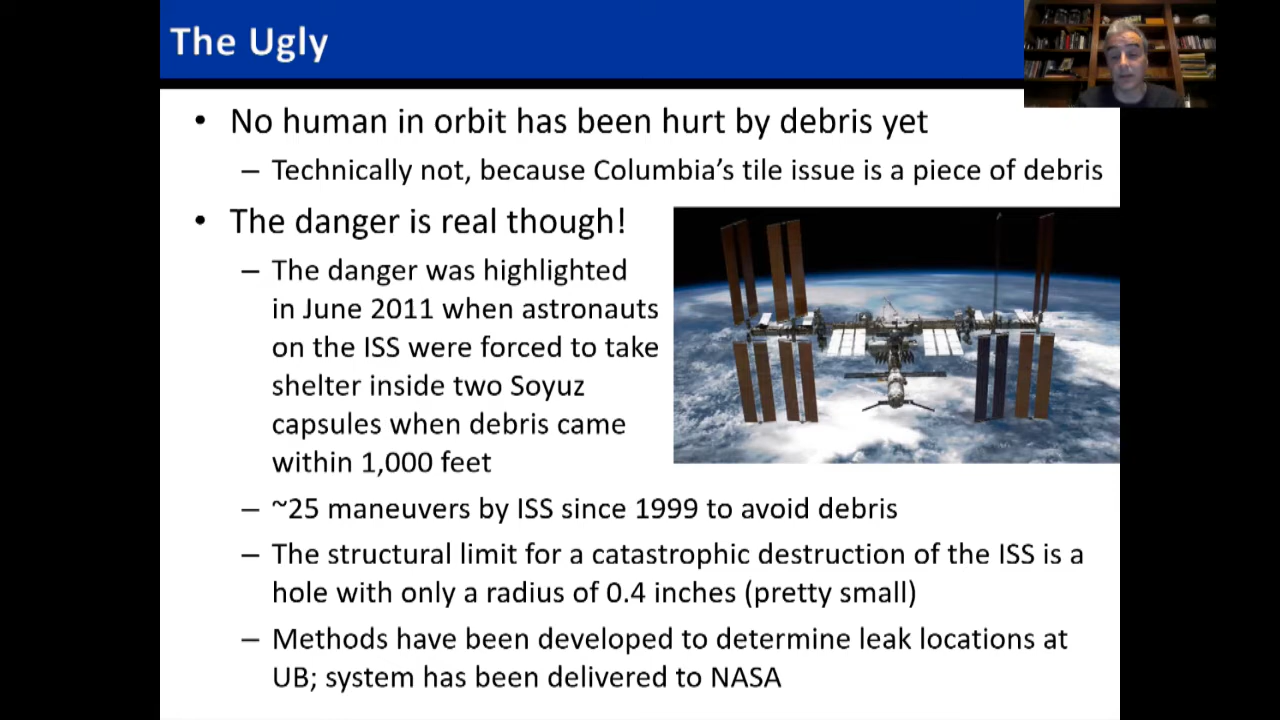 The Ugly
• No human in orbit has been hurt by debris yet
– Technically not, because Columbia’s tile issue is a piece of debris
• The danger is real though!
– The danger was highlighted
in June 2011 when astronauts
on the ISS were forced to take
shelter inside two Soyuz
capsules when debris came
within 1,000 feet
– ~25 maneuvers by ISS since 1999 to avoid debris
– The structural limit for a catastrophic destruction of the ISS is a
hole with only a radius of 0.4 inches (pretty small)
– Methods have been developed to determine leak locations at
UB; system has been delivered to NASA